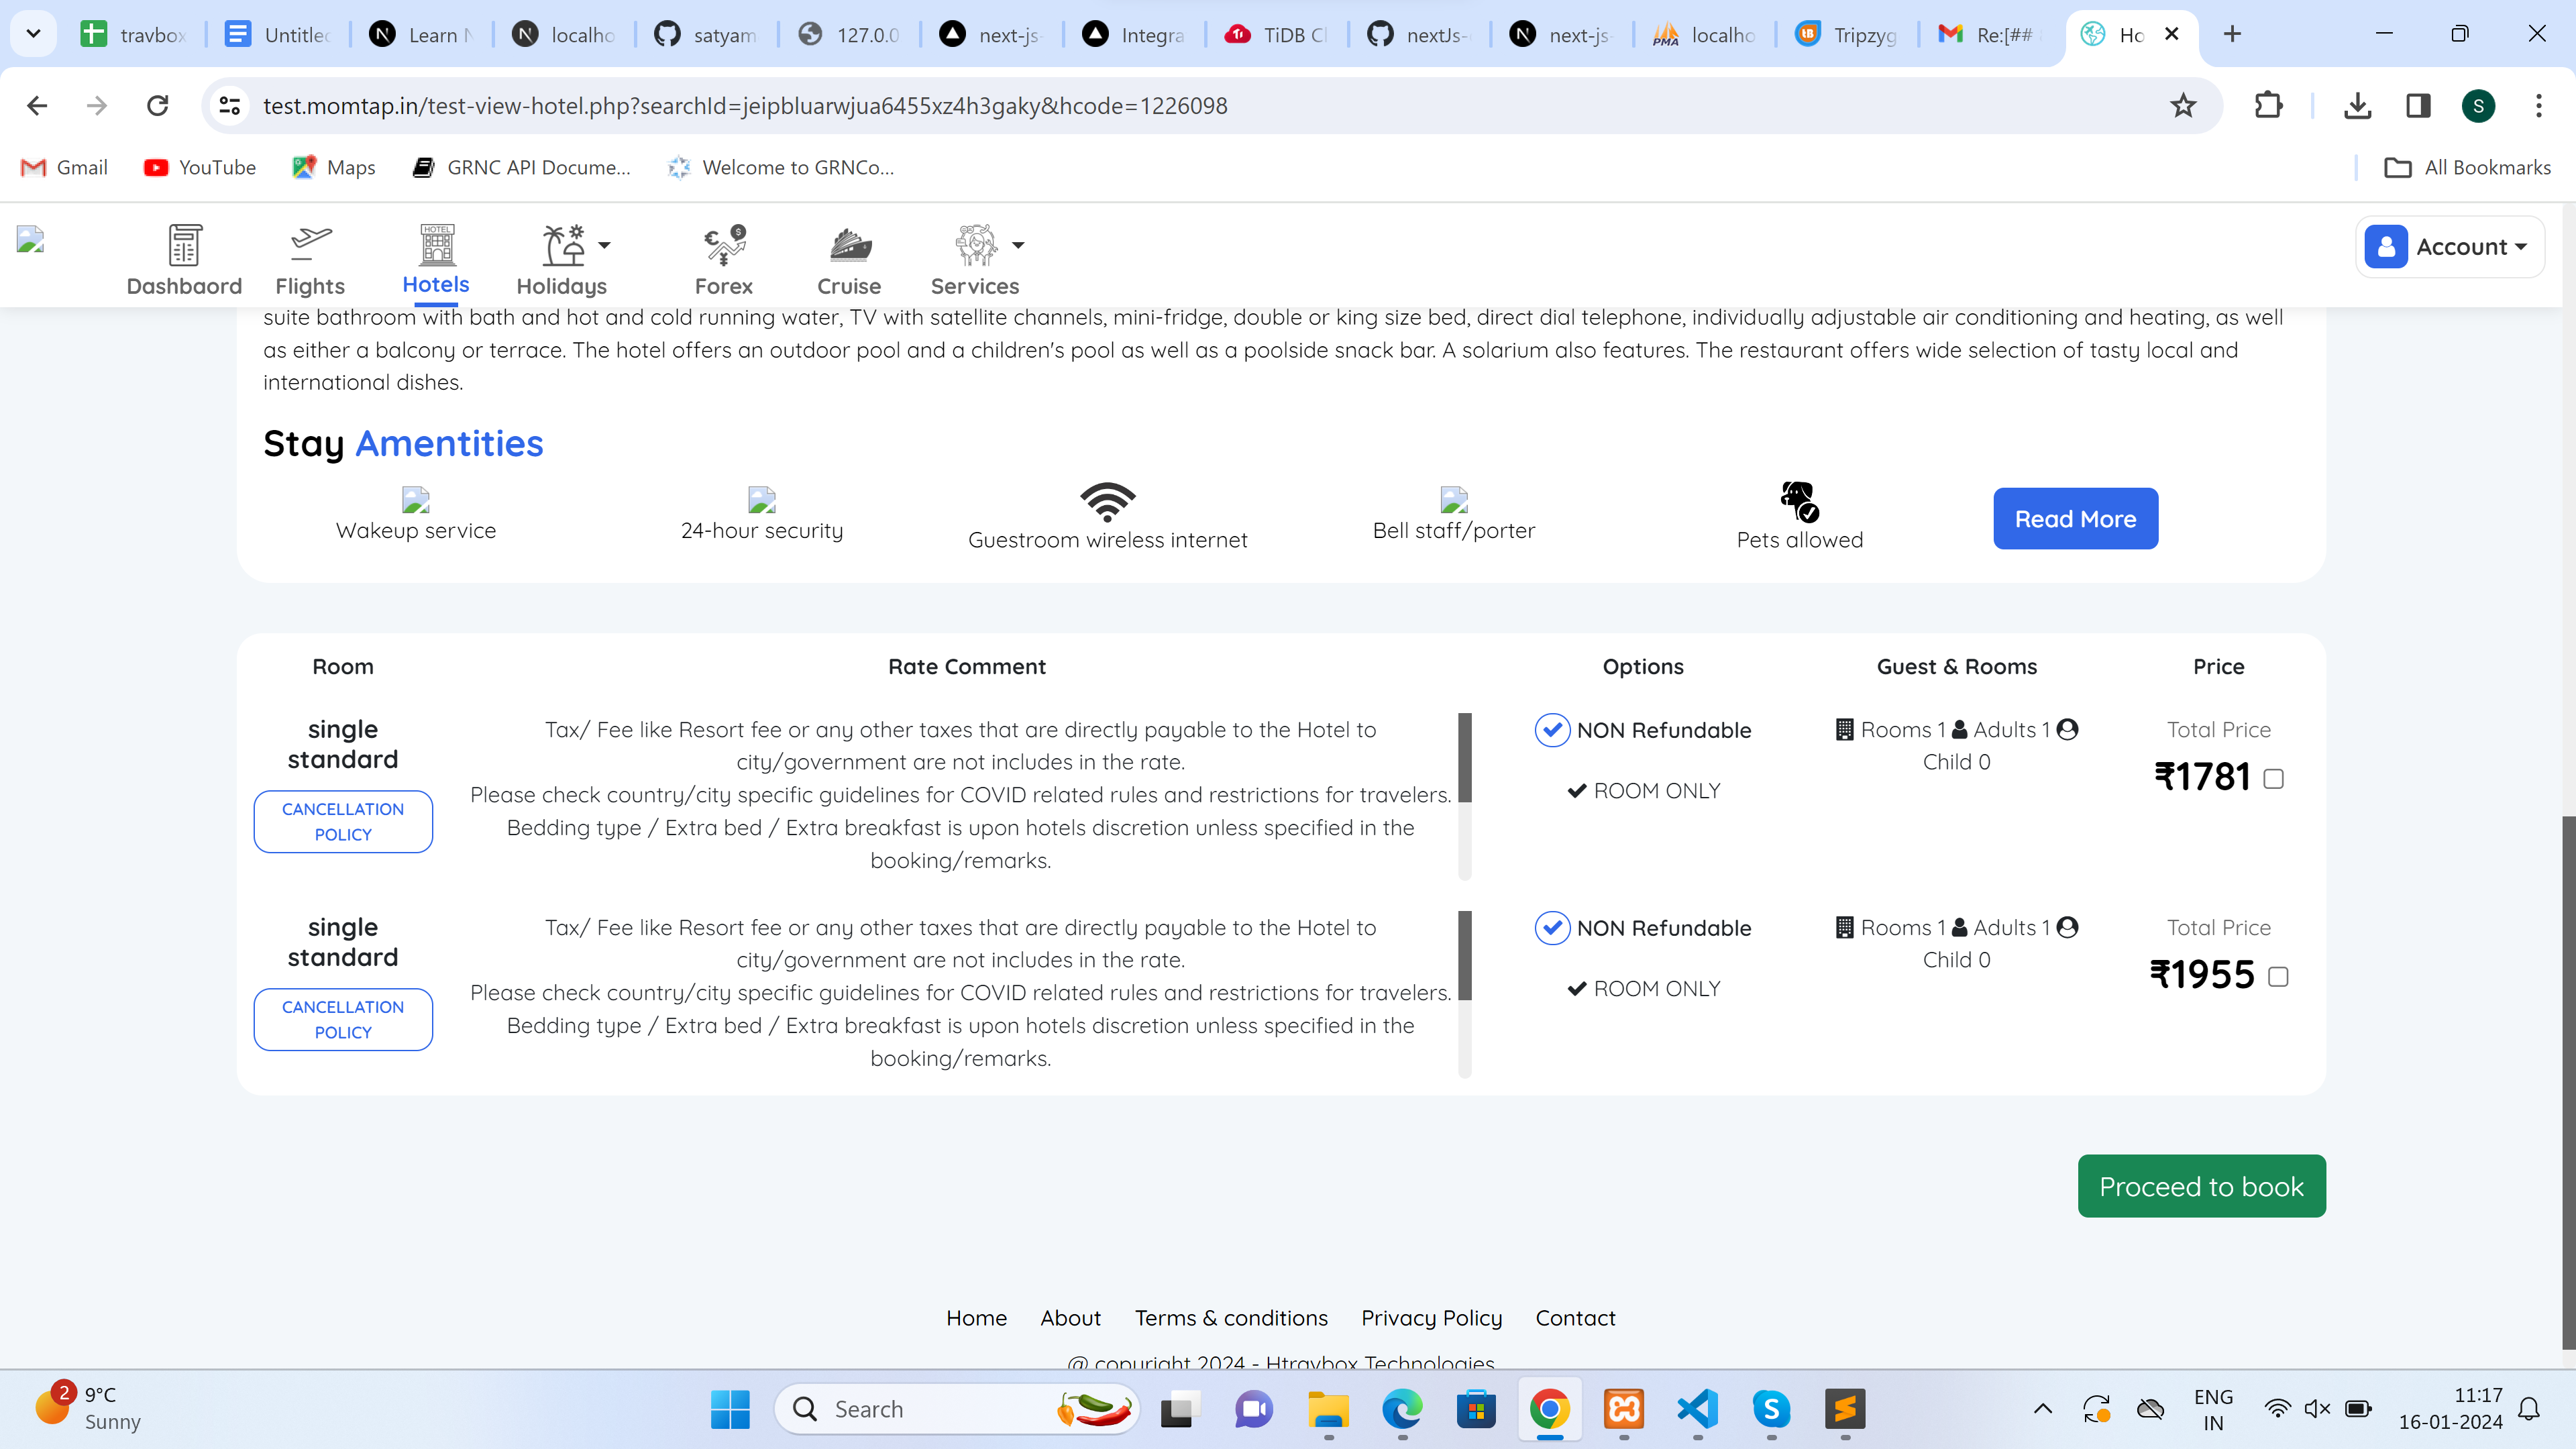 travbox
Untitled
Learn N
localho
satyam
127.0.0
next-js-
Integra
TiDB Cl
nextJs-
next-js-
localho
Tripzyg
Re:[##
Ho
test.momtap.in/test-view-hotel.php?searchId=jeipbluarwjua6455xz4h3gaky&hcode=1226098
S
Gmail
YouTube
Maps
GRNC API Docume...
Welcome to GRNCo...
All Bookmarks
Dashbaord
Flights
HOTEL
Hotels
Holidays
Forex
Cruise
Services
Account
suite bathroom with bath and hot and cold running water, TV with satellite channels, mini-fridge, double or king size bed, direct dial telephone, individually adjustable air conditioning and heating, as well
as either a balcony or terrace. The hotel offers an outdoor pool and a children's pool as well as a poolside snack bar. A solarium also features. The restaurant offers wide selection of tasty local and
international dishes.
Stay Amentities
Wakeup service
24-hour security
Guestroom wireless internet
Bell staff/porter
Pets allowed
Read More
Room
Rate Comment
Options
Guest & Rooms
Price
single
standard
CANCELLATION
POLICY
Tax/ Fee like Resort fee or any other taxes that are directly payable to the Hotel to
city/government are not includes in the rate.
Please check country/city specific guidelines for COVID related rules and restrictions for travelers.
Bedding type / Extra bed / Extra breakfast is upon hotels discretion unless specified in the
booking/remarks.
NON Refundable
ROOM ONLY
Rooms 1 Adults 1
Child 0
Total Price
₹1781
single
standard
CANCELLATION
POLICY
Tax/ Fee like Resort fee or any other taxes that are directly payable to the Hotel to
city/government are not includes in the rate.
Please check country/city specific guidelines for COVID related rules and restrictions for travelers.
Bedding type / Extra bed / Extra breakfast is upon hotels discretion unless specified in the
booking/remarks.
NON Refundable
ROOM ONLY
Rooms 1 Adults 1
Child 0
Total Price
₹1955
Proceed to book
Home
About
Terms & conditions
Privacy Policy
Contact
@ copyright 2024 - Htravbox Technologies
2
9°C
Sunny
Search
ENG
IN
11:17
16-01-2024